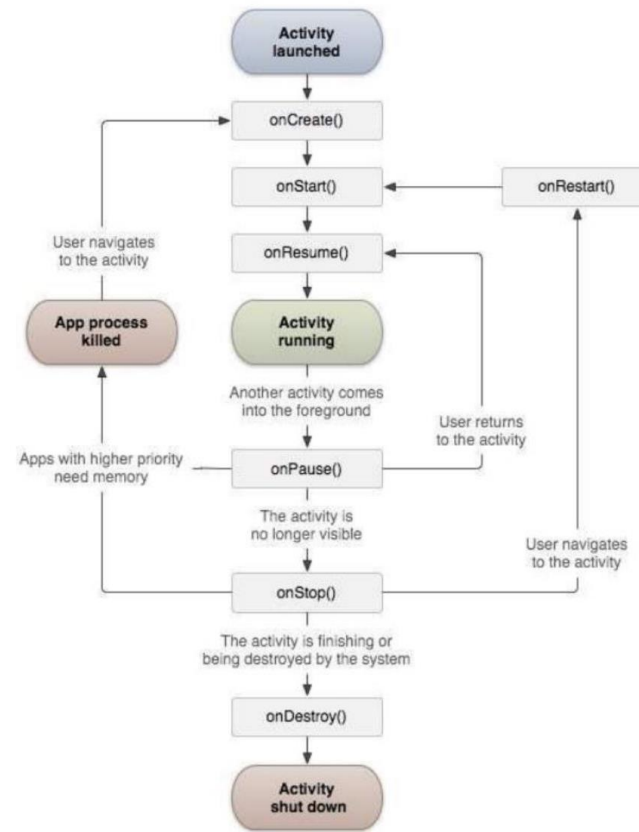 Activity
launched
onCreate()
onStart()
onRestart()
User navigates
to the activity
onResume()
App process
killed
Activity
running
Another activity comes
into the foreground
User returns
to the activity
Apps with higher priority
need memory
onPause()
The activity is
no longer visible
User navigates
to the activity
onStop()
The activity is finishing or
being destroyed by the system
onDestroy()
Activity
shut down